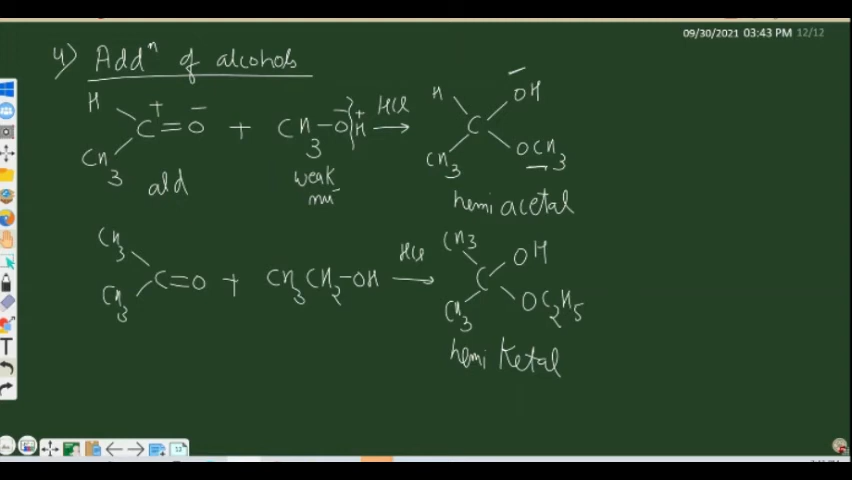 09/30/2021 03:43 PM 12/12
4) Addn of alcohols
H + − HCl − OH
C=O + CH3−O−H+ → H C
CH3 CH3 OCH3
ald weak hemi acetal
nu−
CH3 HCl CH3 OH
C=O + CH3CH2−OH → C
CH3 CH3 OC2H5
hemi Ketal
T